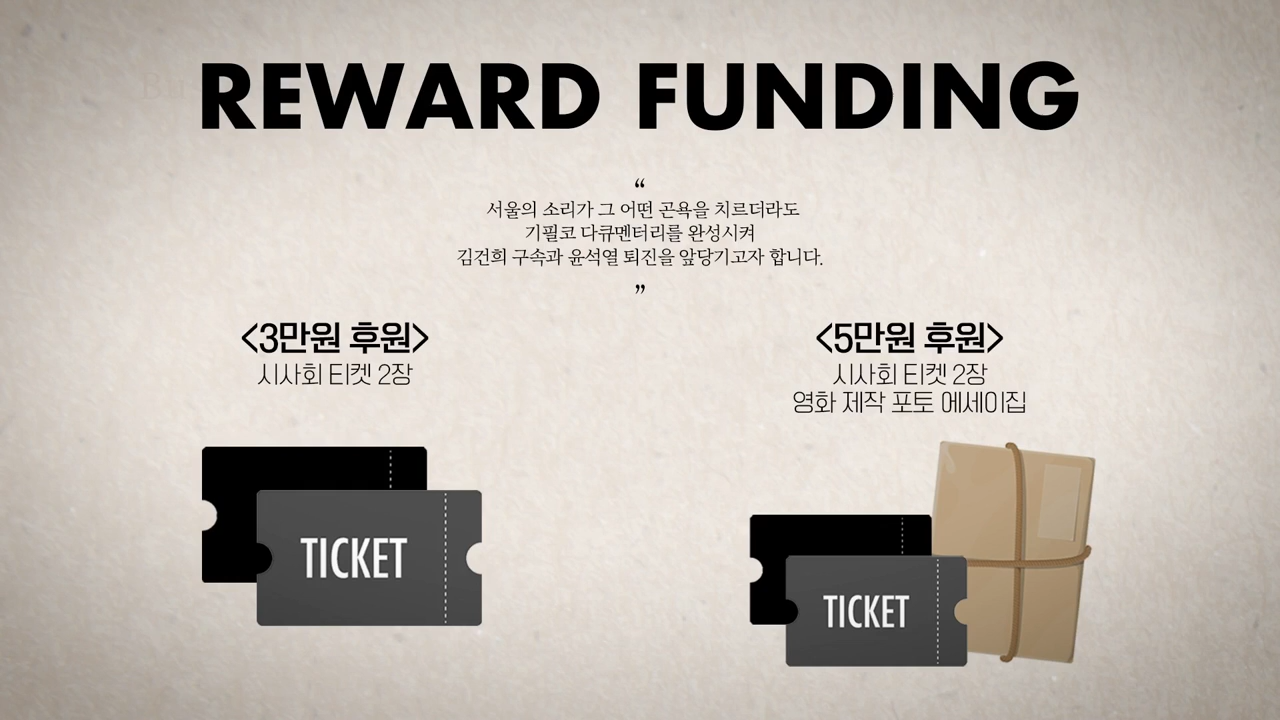 REWARD FUNDING
“
서울의 소리가 그 어떤 곤욕을 치르더라도
기필코 다큐멘터리를 완성시켜
김건희 구속과 윤석열 퇴진을 앞당기고자 합니다.
”
<3만원 후원>
시사회 티켓 2장
<5만원 후원>
시사회 티켓 2장
영화 제작 포토 에세이집
TICKET
TICKET